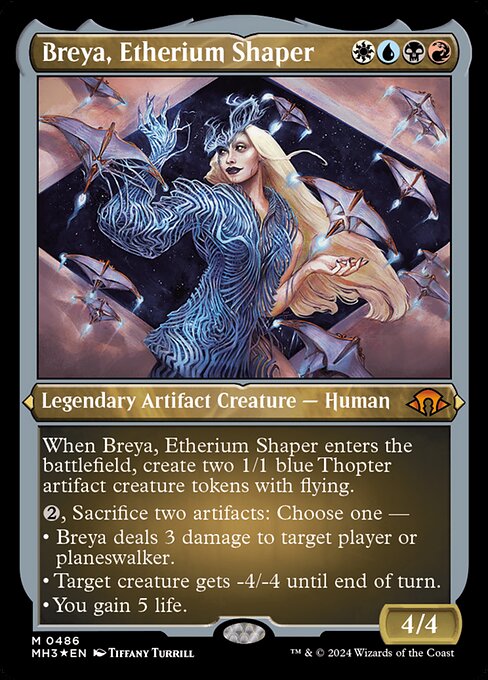 Breya, Etherium Shaper
Legendary Artifact Creature — Human
When Breya, Etherium Shaper enters the
battlefield, create two 1/1 blue Thopter
artifact creature tokens with flying.
2, Sacrifice two artifacts: Choose one —
• Breya deals 3 damage to target player or
planeswalker.
• Target creature gets -4/-4 until end of turn.
• You gain 5 life.
4/4
M 0486
MH3★EN Tiffany Turrill
™ & © 2024 Wizards of the Coast